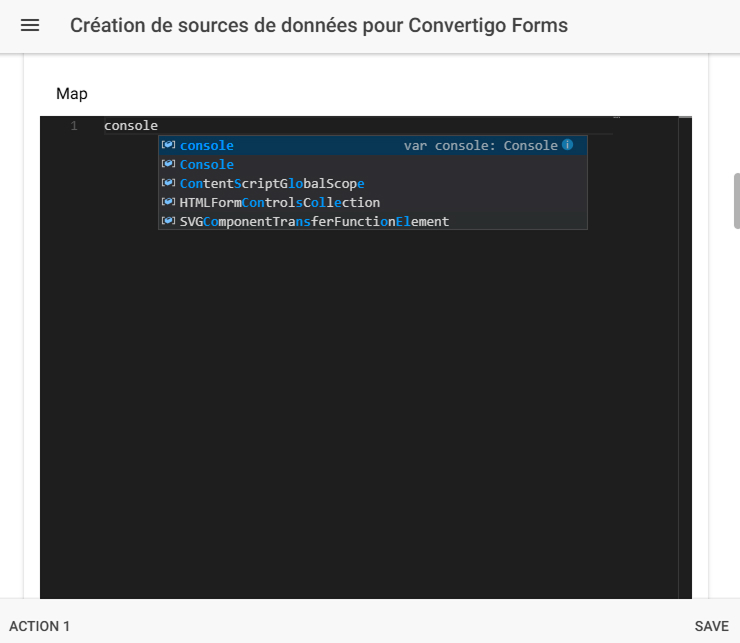 Création de sources de données pour Convertigo Forms
Map
1 console
console var console: Console
Console
ContentScriptGlobalScope
HTMLFormControlsCollection
SVGComponentTransferFunctionElement
ACTION 1 SAVE